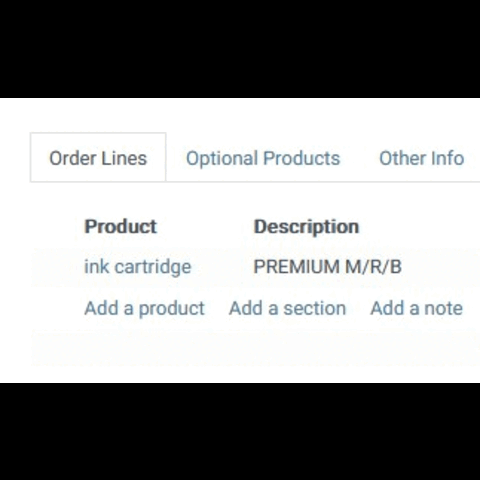 Order Lines Optional Products Other Info
Product Description
ink cartridge PREMIUM M/R/B
Add a product Add a section Add a note